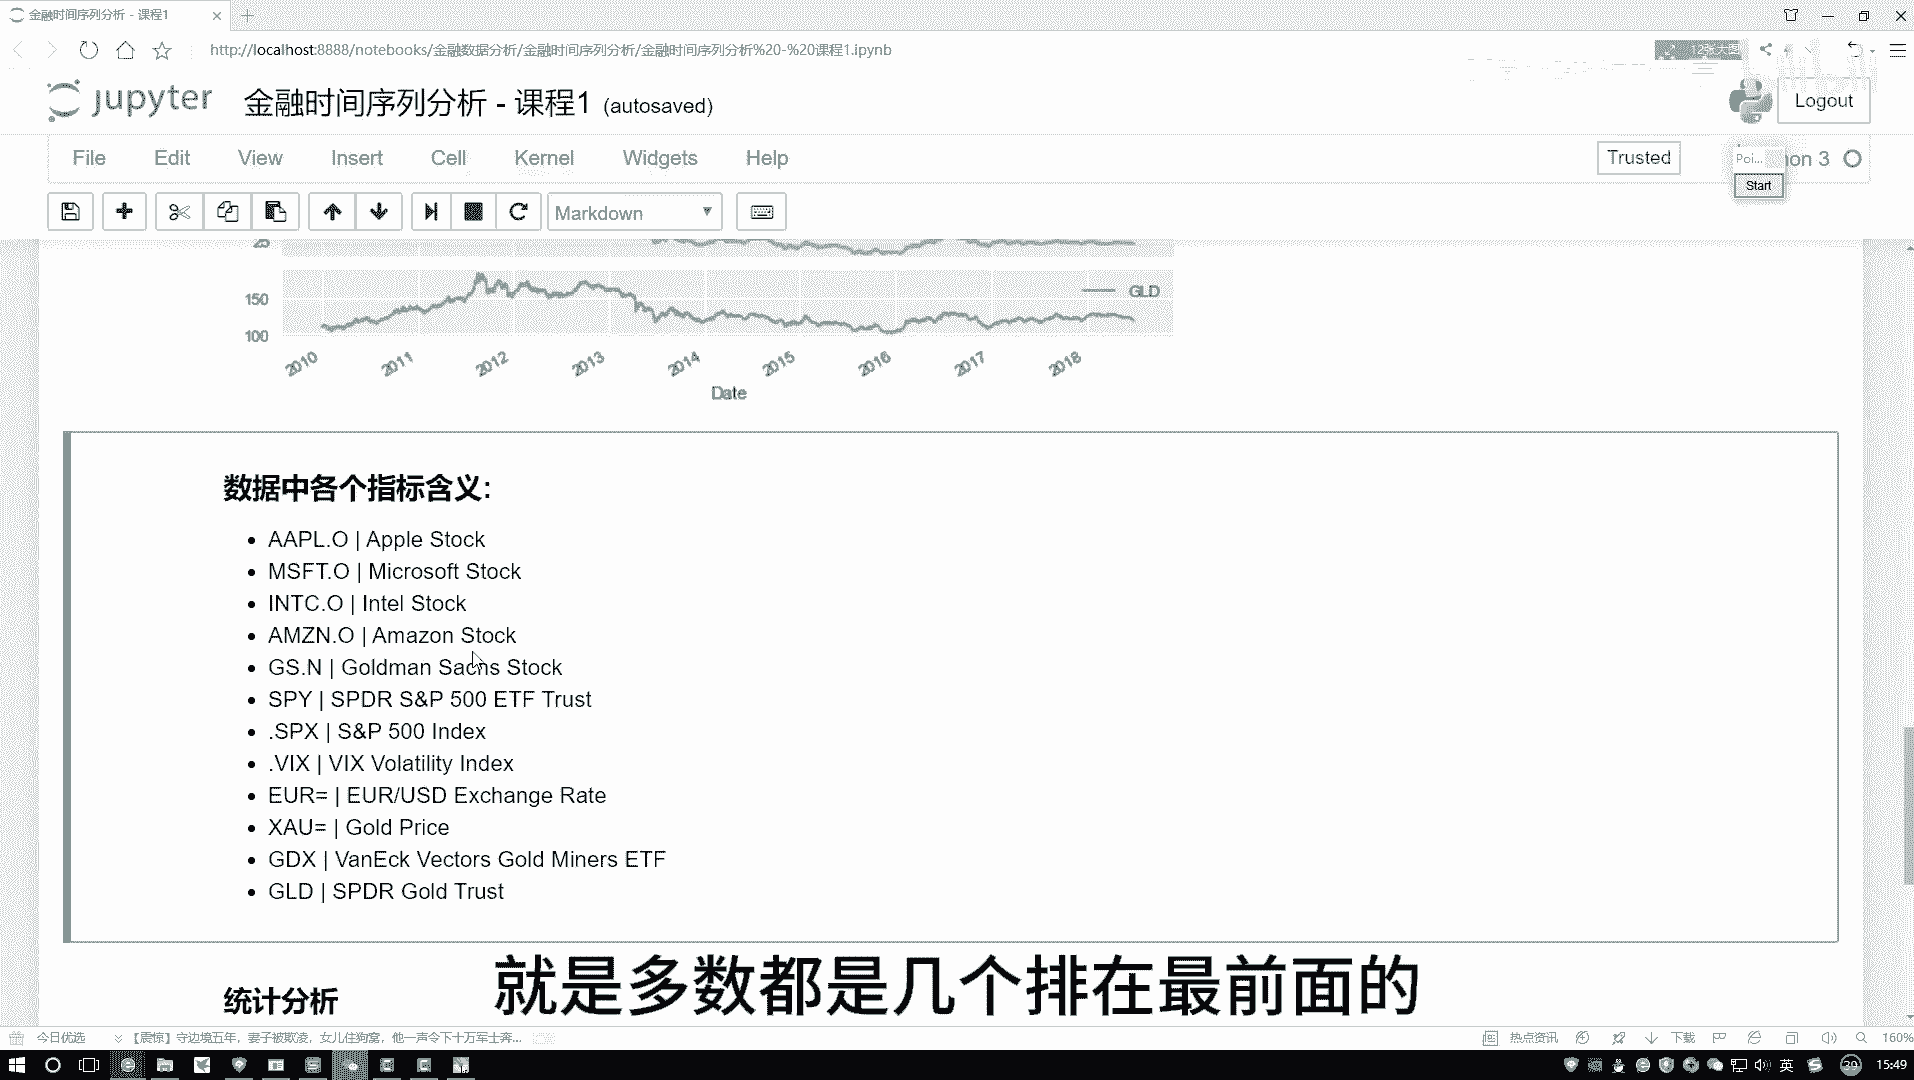 金融时间序列分析 - 课程1
http://localhost:8888/notebooks/金融数据分析/金融时间序列分析/金融时间序列分析%20-%20课程1.ipynb
12张大图
jupyter 金融时间序列分析 - 课程1 (autosaved)
Logout
File Edit View Insert Cell Kernel Widgets Help
Trusted
Poi...
on 3
Start
Markdown
25
150
100
GLD
2010 2011 2012 2013 2014 2015 2016 2017 2018
Date
数据中各个指标含义:
AAPL.O | Apple Stock
MSFT.O | Microsoft Stock
INTC.O | Intel Stock
AMZN.O | Amazon Stock
GS.N | Goldman Sachs Stock
SPY | SPDR S&P 500 ETF Trust
.SPX | S&P 500 Index
.VIX | VIX Volatility Index
EUR= | EUR/USD Exchange Rate
XAU= | Gold Price
GDX | VanEck Vectors Gold Miners ETF
GLD | SPDR Gold Trust
统计分析
就是多数都是几个排在最前面的
今日优选
【震惊】守边境五年，妻子被欺凌，女儿住狗窝，他一声令下十万军士奔...
热点资讯
下载
160%
英
29
15:49